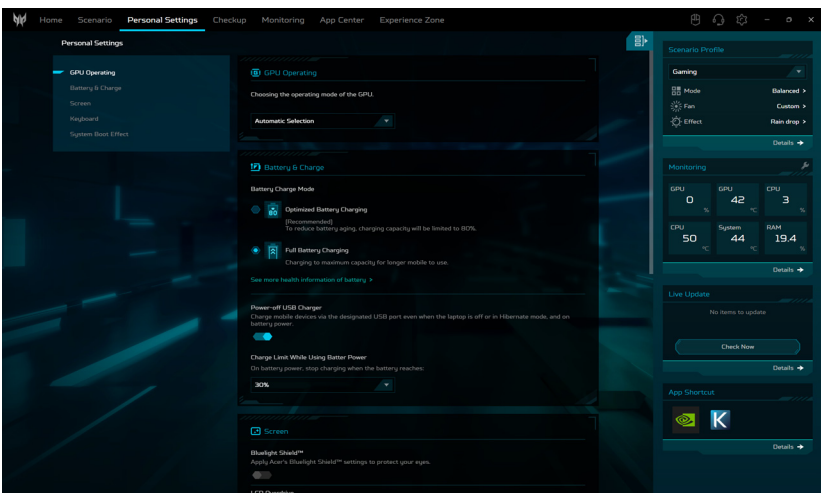 Home Scenario Personal Settings Checkup Monitoring App Center Experience Zone
Personal Settings
GPU Operating
Battery & Charge
Screen
Keyboard
System Boot Effect
GPU Operating
Choosing the operating mode of the GPU.
Automatic Selection
Battery & Charge
Battery Charge Mode
80
Optimized Battery Charging
[Recommended]
To reduce battery aging, charging capacity will be limited to 80%.
Full Battery Charging
Charging to maximum capacity for longer mobile to use.
See more health information of battery >
Power-off USB Charger
Charge mobile devices via the designated USB port even when the laptop is off or in Hibernate mode, and on
battery power.
Charge Limit While Using Batter Power
On battery power, stop charging when the battery reaches:
30%
Screen
Bluelight Shield™
Apply Acer's Bluelight Shield™ settings to protect your eyes.
LCD Overdrive
Scenario Profile
Gaming
Mode Balanced >
Fan Custom >
Effect Rain drop >
Details →
Monitoring
GPU GPU CPU
0 % 42 °C 3 %
CPU System RAM
50 °C 44 °C 19.4 %
Details →
Live Update
No items to update
Check Now
Details →
App Shortcut
K
Details →